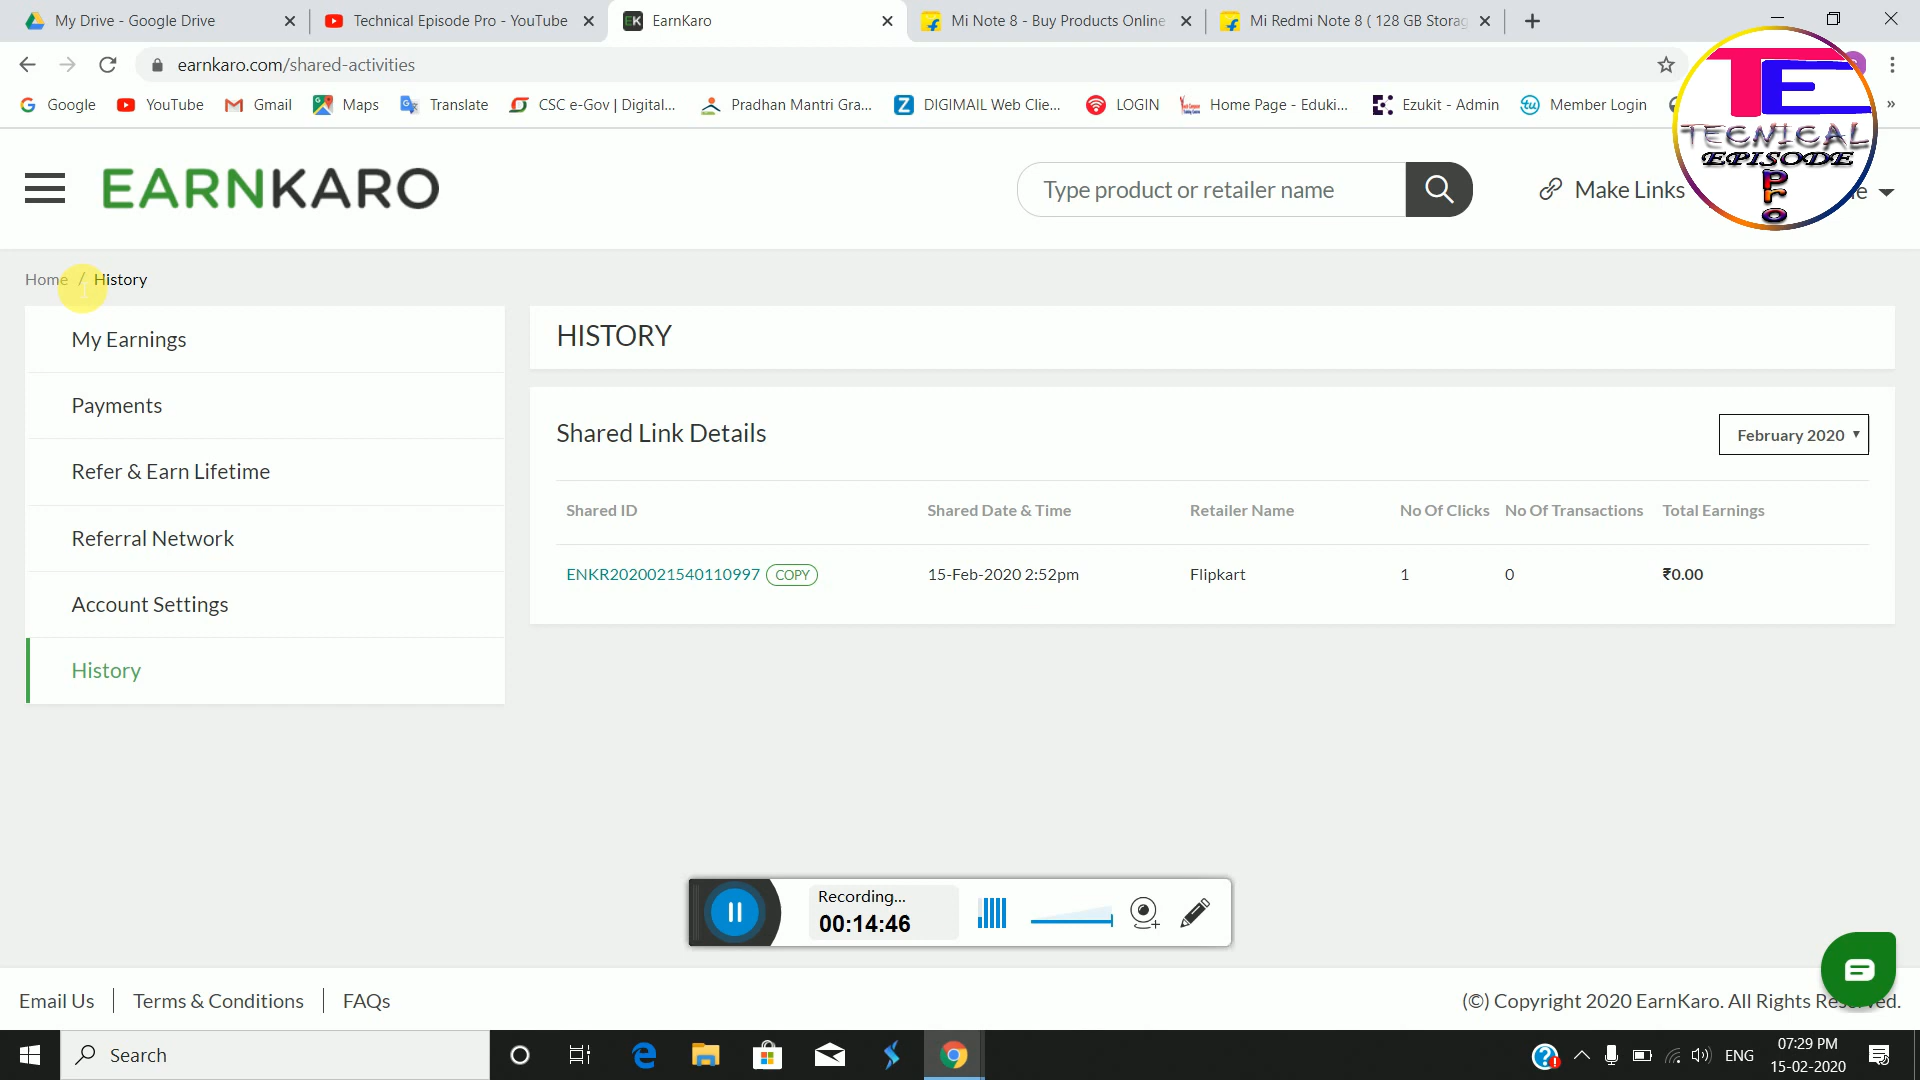 My Drive - Google Drive
Technical Episode Pro - YouTube
EK EarnKaro
Mi Note 8 - Buy Products Online
Mi Redmi Note 8 ( 128 GB Storag
earnkaro.com/shared-activities
Google
YouTube
Gmail
Maps
Translate
CSC e-Gov | Digital...
Pradhan Mantri Gra...
DIGIMAIL Web Clie...
LOGIN
Home Page - Eduki...
Ezukit - Admin
Member Login
»
TE
TECNICAL
EPISODE
Pro
EARNKARO
Type product or retailer name
Make Links
Home / History
My Earnings
Payments
Refer & Earn Lifetime
Referral Network
Account Settings
History
HISTORY
Shared Link Details
February 2020
Shared ID Shared Date & Time Retailer Name No Of Clicks No Of Transactions Total Earnings
ENKR2020021540110997 COPY 15-Feb-2020 2:52pm Flipkart 1 0 ₹0.00
Recording...
00:14:46
Email Us | Terms & Conditions | FAQs
(©) Copyright 2020 EarnKaro. All Rights Reserved.
Search
ENG
07:29 PM
15-02-2020